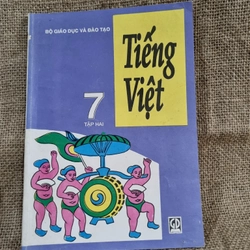 BỘ GIÁO DỤC VÀ ĐÀO TẠO
Tiếng
Việt
7
TẬP HAI